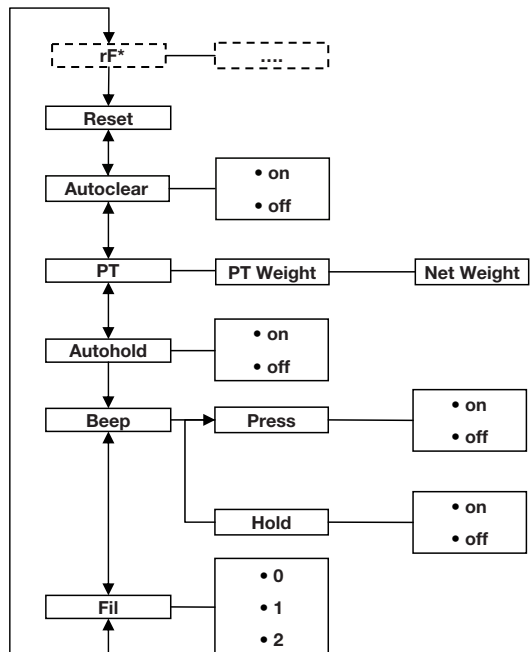 rF* ....
Reset
Autoclear
• on
• off
PT PT Weight Net Weight
Autohold
• on
• off
Beep Press
• on
• off
Hold
• on
• off
Fil
• 0
• 1
• 2